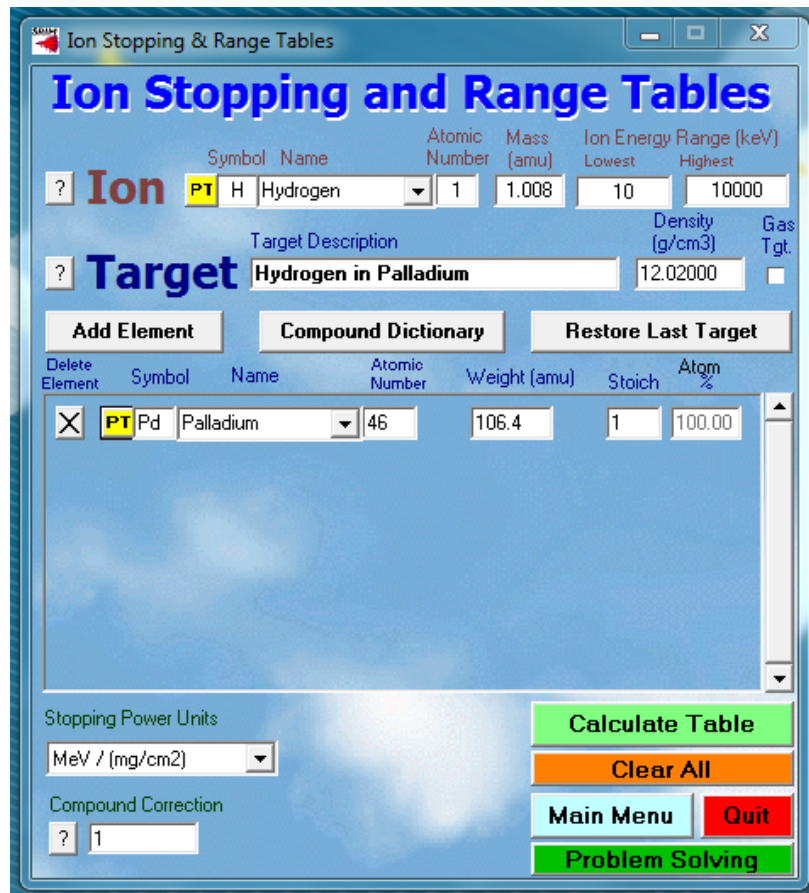 Ion Stopping & Range Tables
Ion Stopping and Range Tables
Atomic Mass Ion Energy Range (keV)
Symbol Name Number (amu) Lowest Highest
? Ion PT H Hydrogen 1 1.008 10 10000
Density Gas
Target Description (g/cm3) Tgt.
? Target Hydrogen in Palladium 12.02000
Add Element Compound Dictionary Restore Last Target
Delete Atomic Atom
Element Symbol Name Number Weight (amu) Stoich %
X PT Pd Palladium 46 106.4 1 100.00
Stopping Power Units
Calculate Table
MeV / (mg/cm2)
Clear All
Compound Correction
Main Menu Quit
? 1
Problem Solving